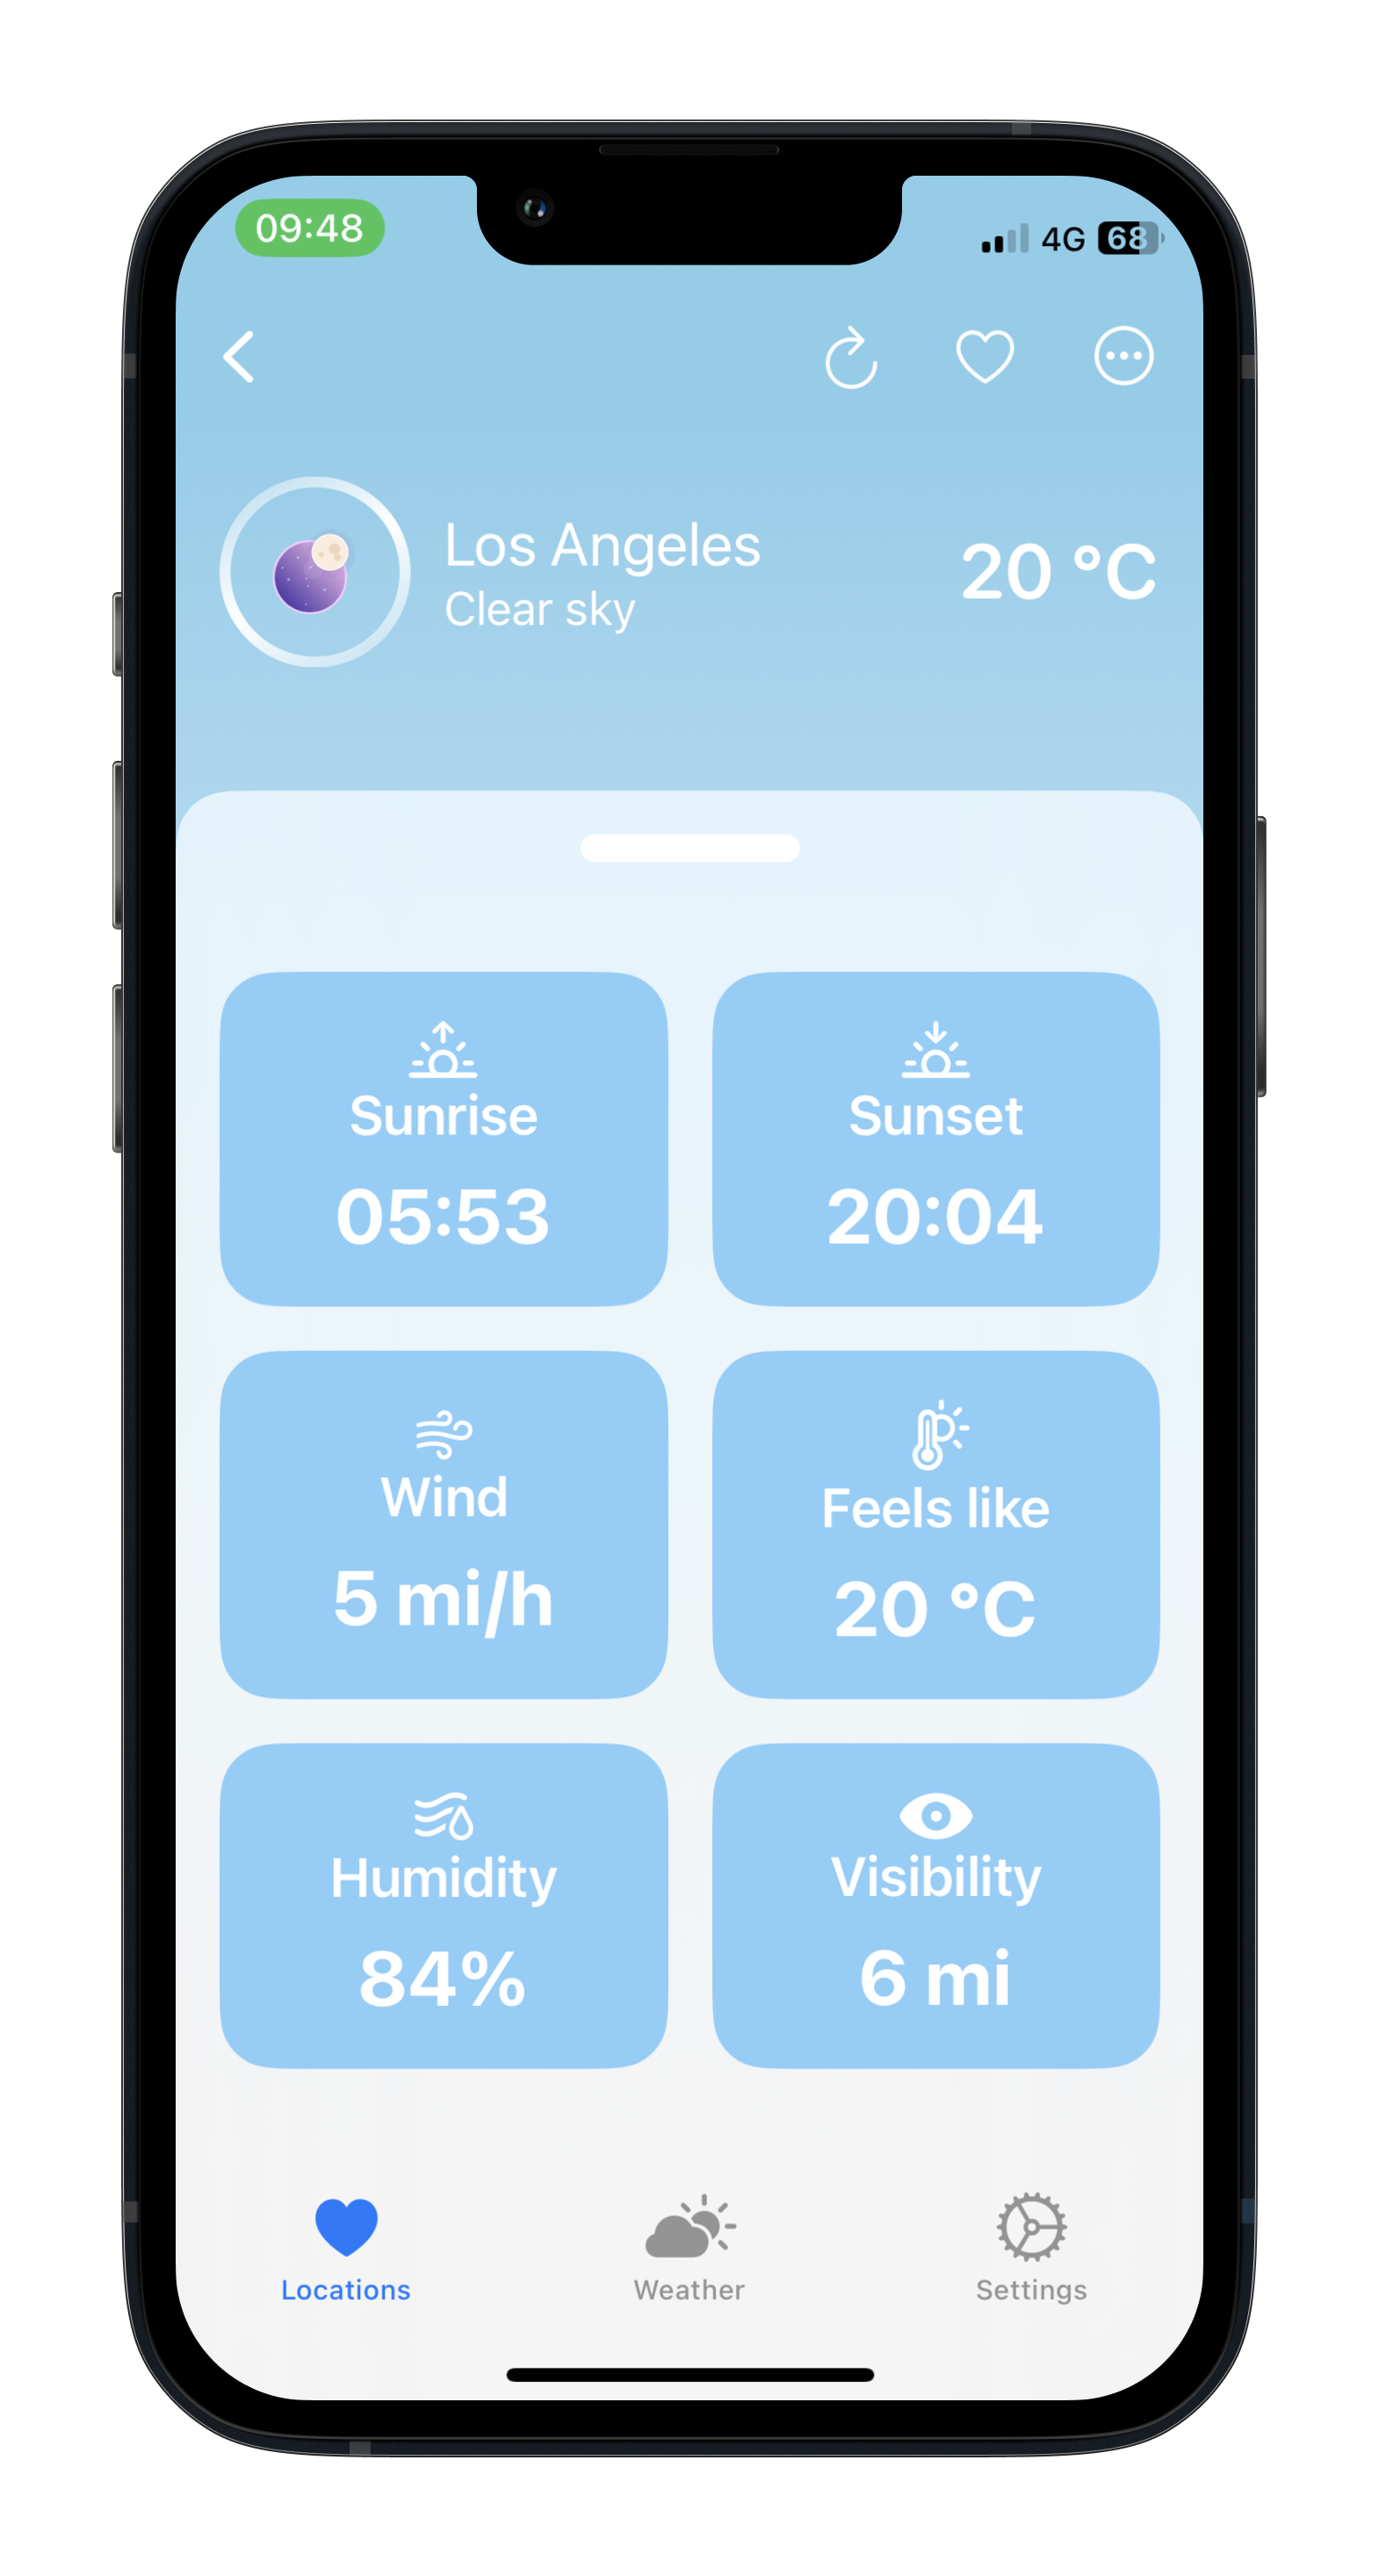 09:48
4G 68
Los Angeles
Clear sky
20 °C
Sunrise
05:53
Sunset
20:04
Wind
5 mi/h
Feels like
20 °C
Humidity
84%
Visibility
6 mi
Locations
Weather
Settings